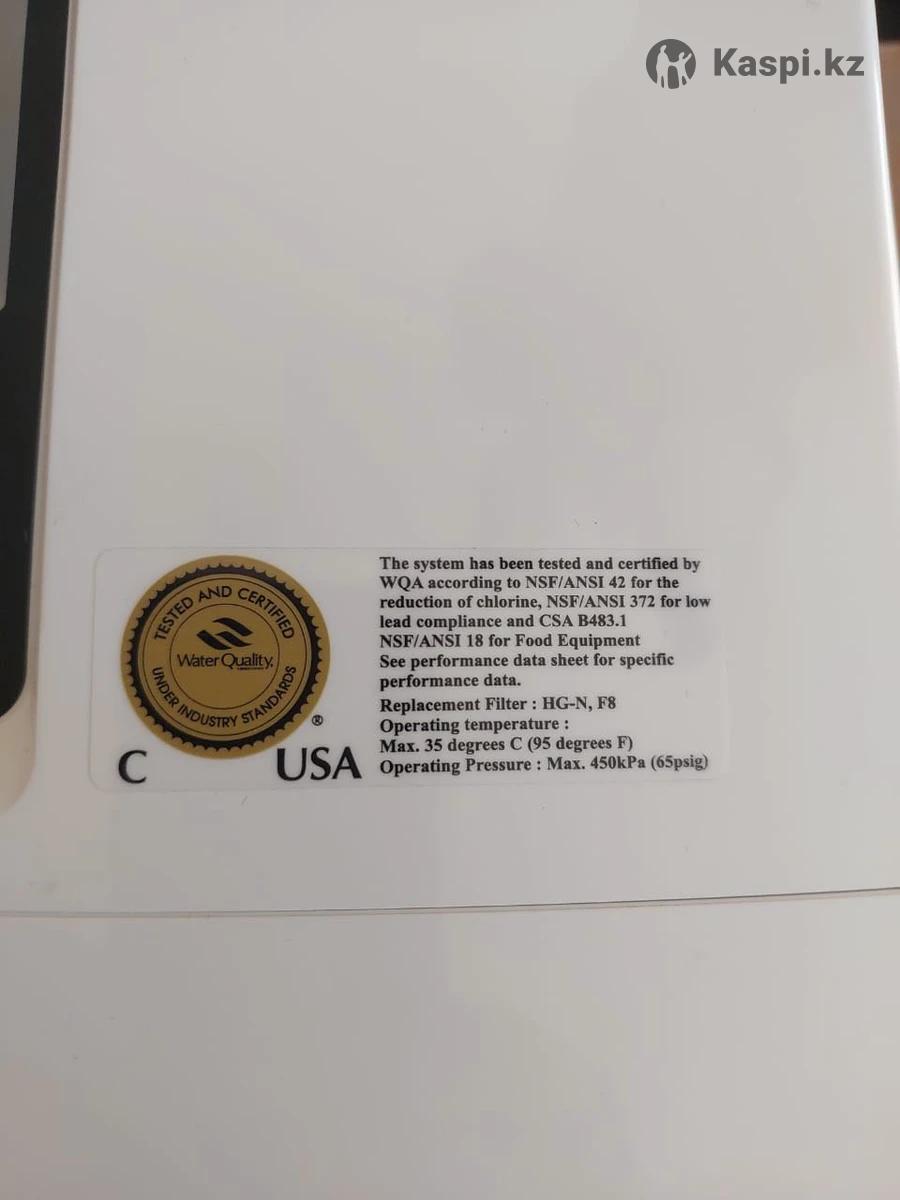 Kaspi.kz
TESTED AND CERTIFIED
Water Quality
UNDER INDUSTRY STANDARDS
®
C USA
The system has been tested and certified by
WQA according to NSF/ANSI 42 for the
reduction of chlorine, NSF/ANSI 372 for low
lead compliance and CSA B483.1
NSF/ANSI 18 for Food Equipment
See performance data sheet for specific
performance data.
Replacement Filter : HG-N, F8
Operating temperature :
Max. 35 degrees C (95 degrees F)
Operating Pressure : Max. 450kPa (65psig)